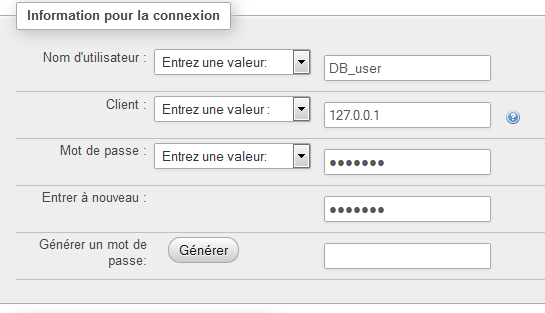 Information pour la connexion
Nom d'utilisateur : Entrez une valeur: DB_user
Client : Entrez une valeur : 127.0.0.1
Mot de passe : Entrez une valeur: ●●●●●●●
Entrer à nouveau : ●●●●●●●
Générer un mot de
passe: Générer